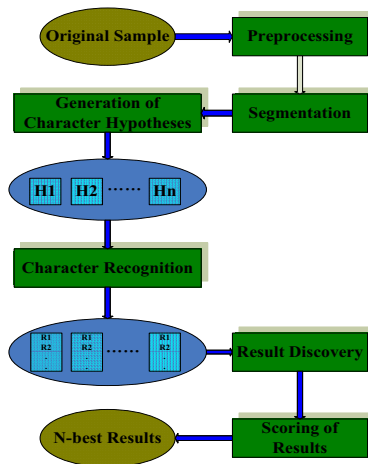 Original Sample
Preprocessing
Segmentation
Generation of
Character Hypotheses
H1 H2 ...... Hn
Character Recognition
R1 R1 R1
R2 R2 R2
. . ...... .
. . .
Result Discovery
Scoring of
Results
N-best Results